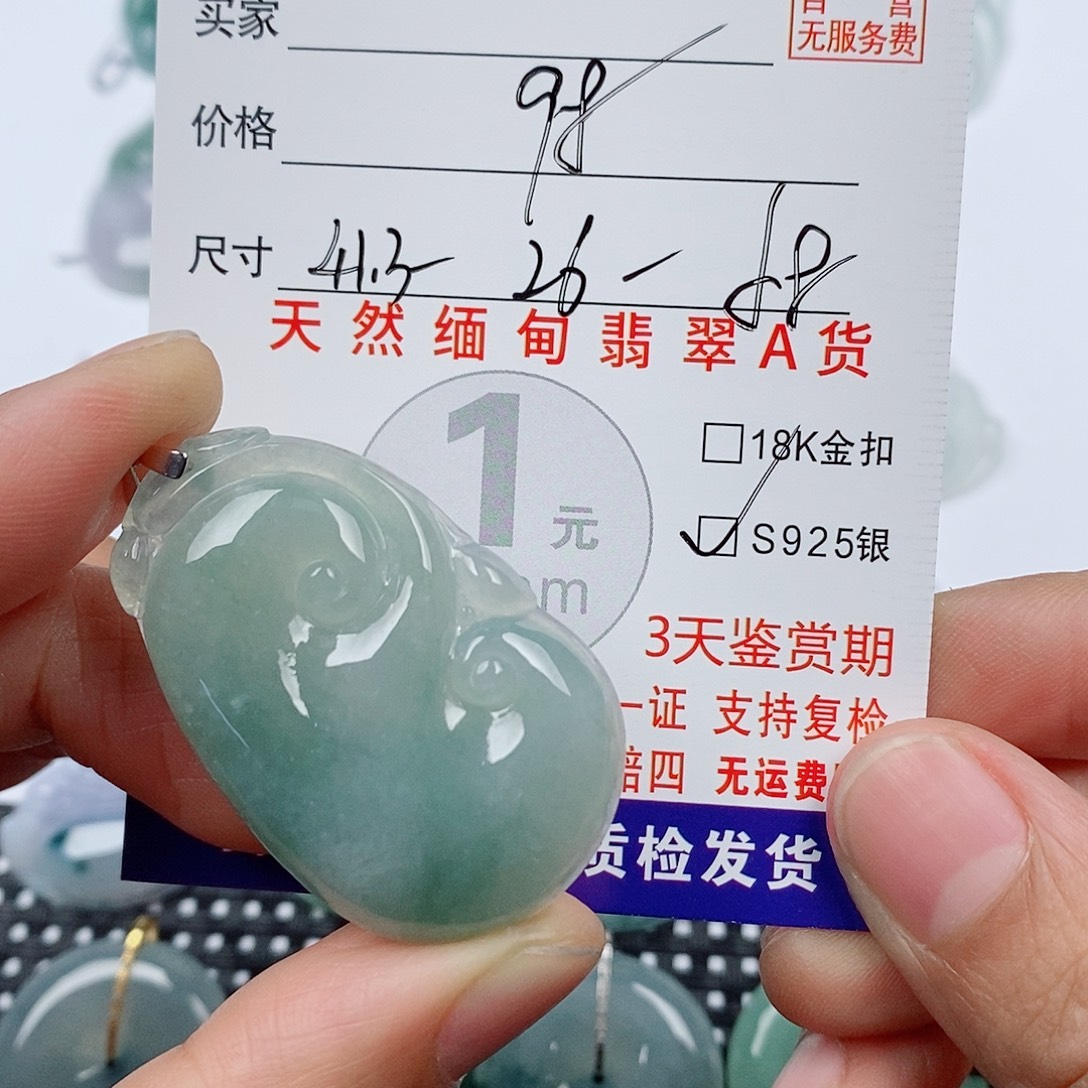 买家
自营
无服务费
价格 98
尺寸 41.3- 26 - 68
天然缅甸翡翠A货
1元
m
18K金扣
S925银
3天鉴赏期
一证 支持复检
赔四 无运费
质检发货